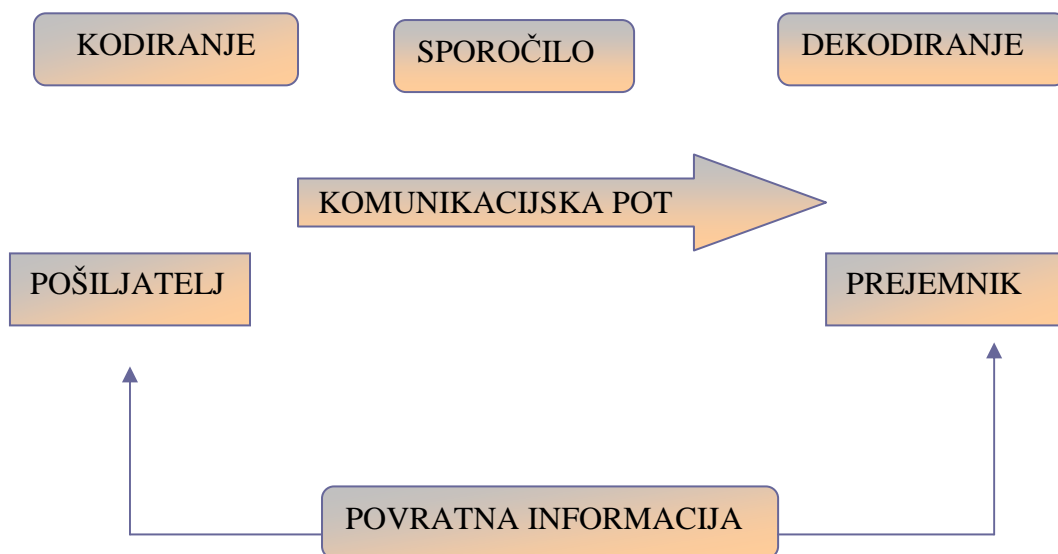 KODIRANJE
SPOROČILO
DEKODIRANJE
KOMUNIKACIJSKA POT
POŠILJATELJ
PREJEMNIK
POVRATNA INFORMACIJA